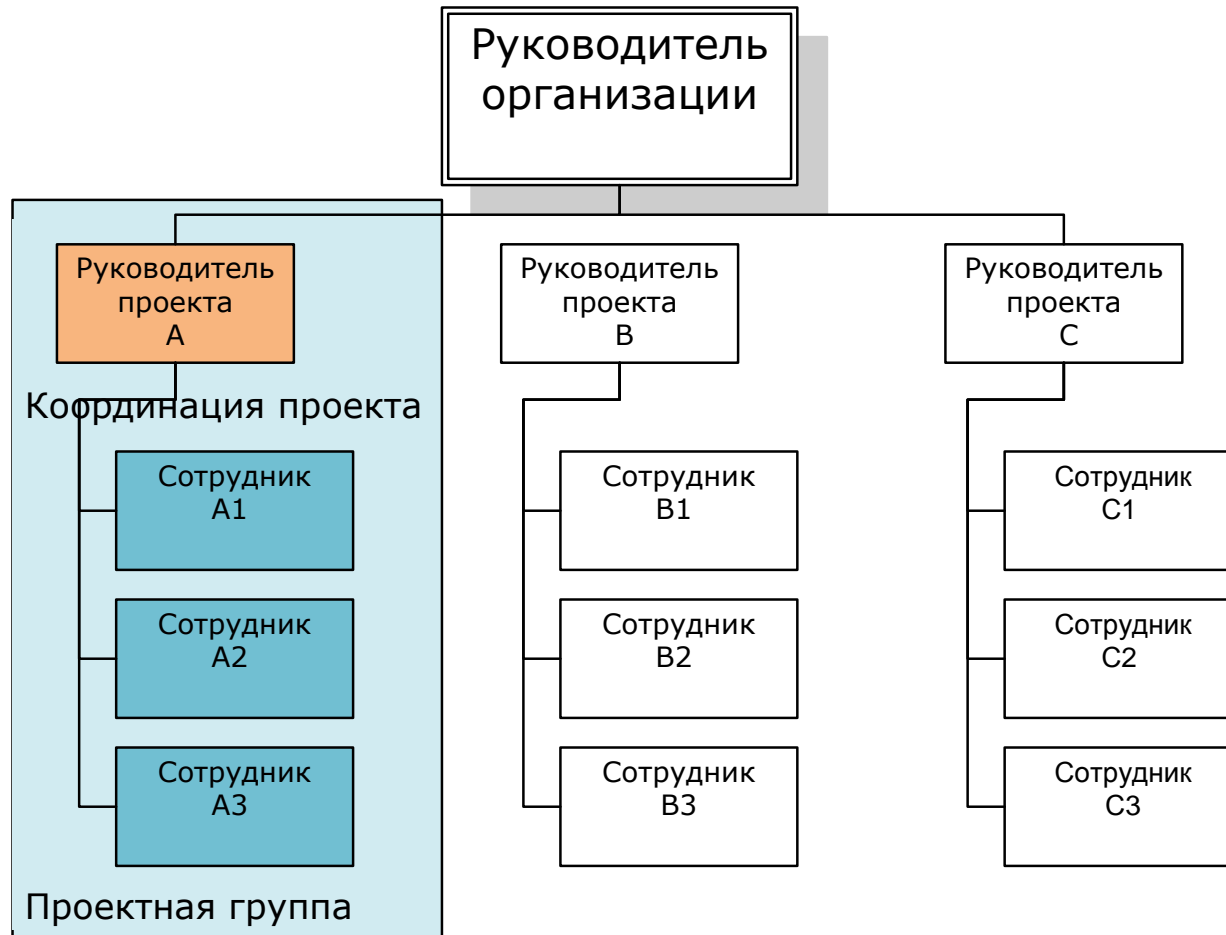 Руководитель
организации
Руководитель
проекта
А
Координация проекта
Сотрудник
А1
Сотрудник
А2
Сотрудник
А3
Проектная группа
Руководитель
проекта
В
Сотрудник
В1
Сотрудник
В2
Сотрудник
В3
Руководитель
проекта
С
Сотрудник
С1
Сотрудник
С2
Сотрудник
С3